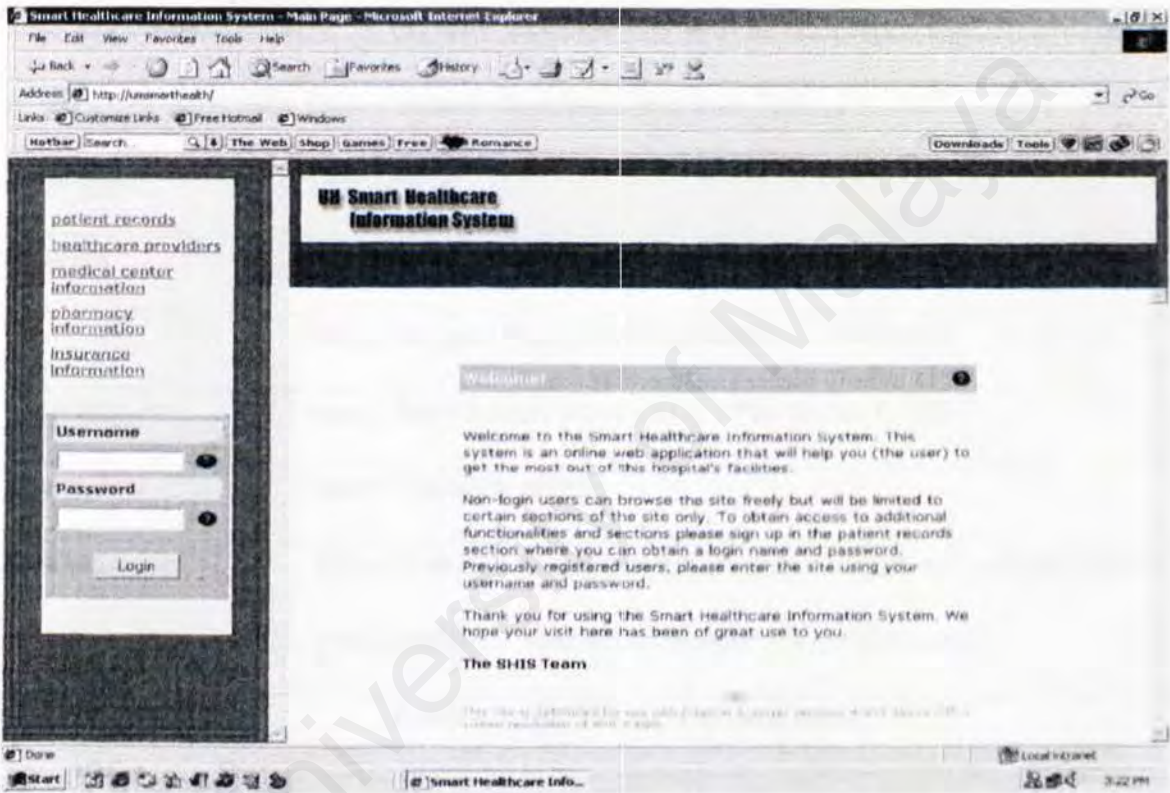 Smart Healthcare Information System - Main Page - Microsoft Internet Explorer
File Edit View Favorites Tools Help
Back Search Favorites History
Address http://umsmarthealth/ Go
Links Customize Links Free Hotmail Windows
Hotbar Search The Web Shop Games Free Romance Downloads Tools
UM Smart Healthcare
Information System
patient records
healthcare providers
medical center
information
pharmacy
information
Insurance
Information
Username
Password
Login
Welcome!
Welcome to the Smart Healthcare Information System. This
system is an online web application that will help you (the user) to
get the most out of this hospital's facilities.
Non-login users can browse the site freely but will be limited to
certain sections of the site only. To obtain access to additional
functionalities and sections please sign up in the patient records
section where you can obtain a login name and password.
Previously registered users, please enter the site using your
username and password.
Thank you for using the Smart Healthcare Information System. We
hope your visit here has been of great use to you.
The SHIS Team
Done Local intranet
Start Smart Healthcare Info... 3:22 PM
University of Malaya